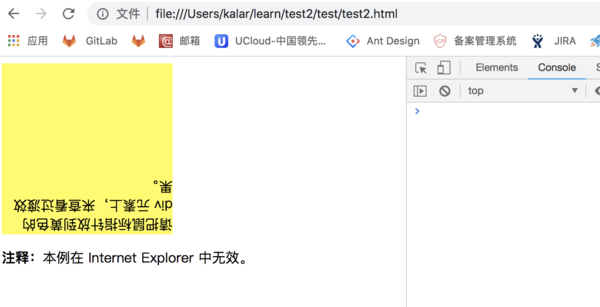 文件 file:///Users/kalar/learn/test2/test/test2.html
应用 GitLab 邮箱 UCloud-中国领先... Ant Design 备案管理系统 JIRA
Elements Console
top
请把鼠标指针放到黄色的
div 元素上，来查看过渡效
果。
注释：本例在 Internet Explorer 中无效。